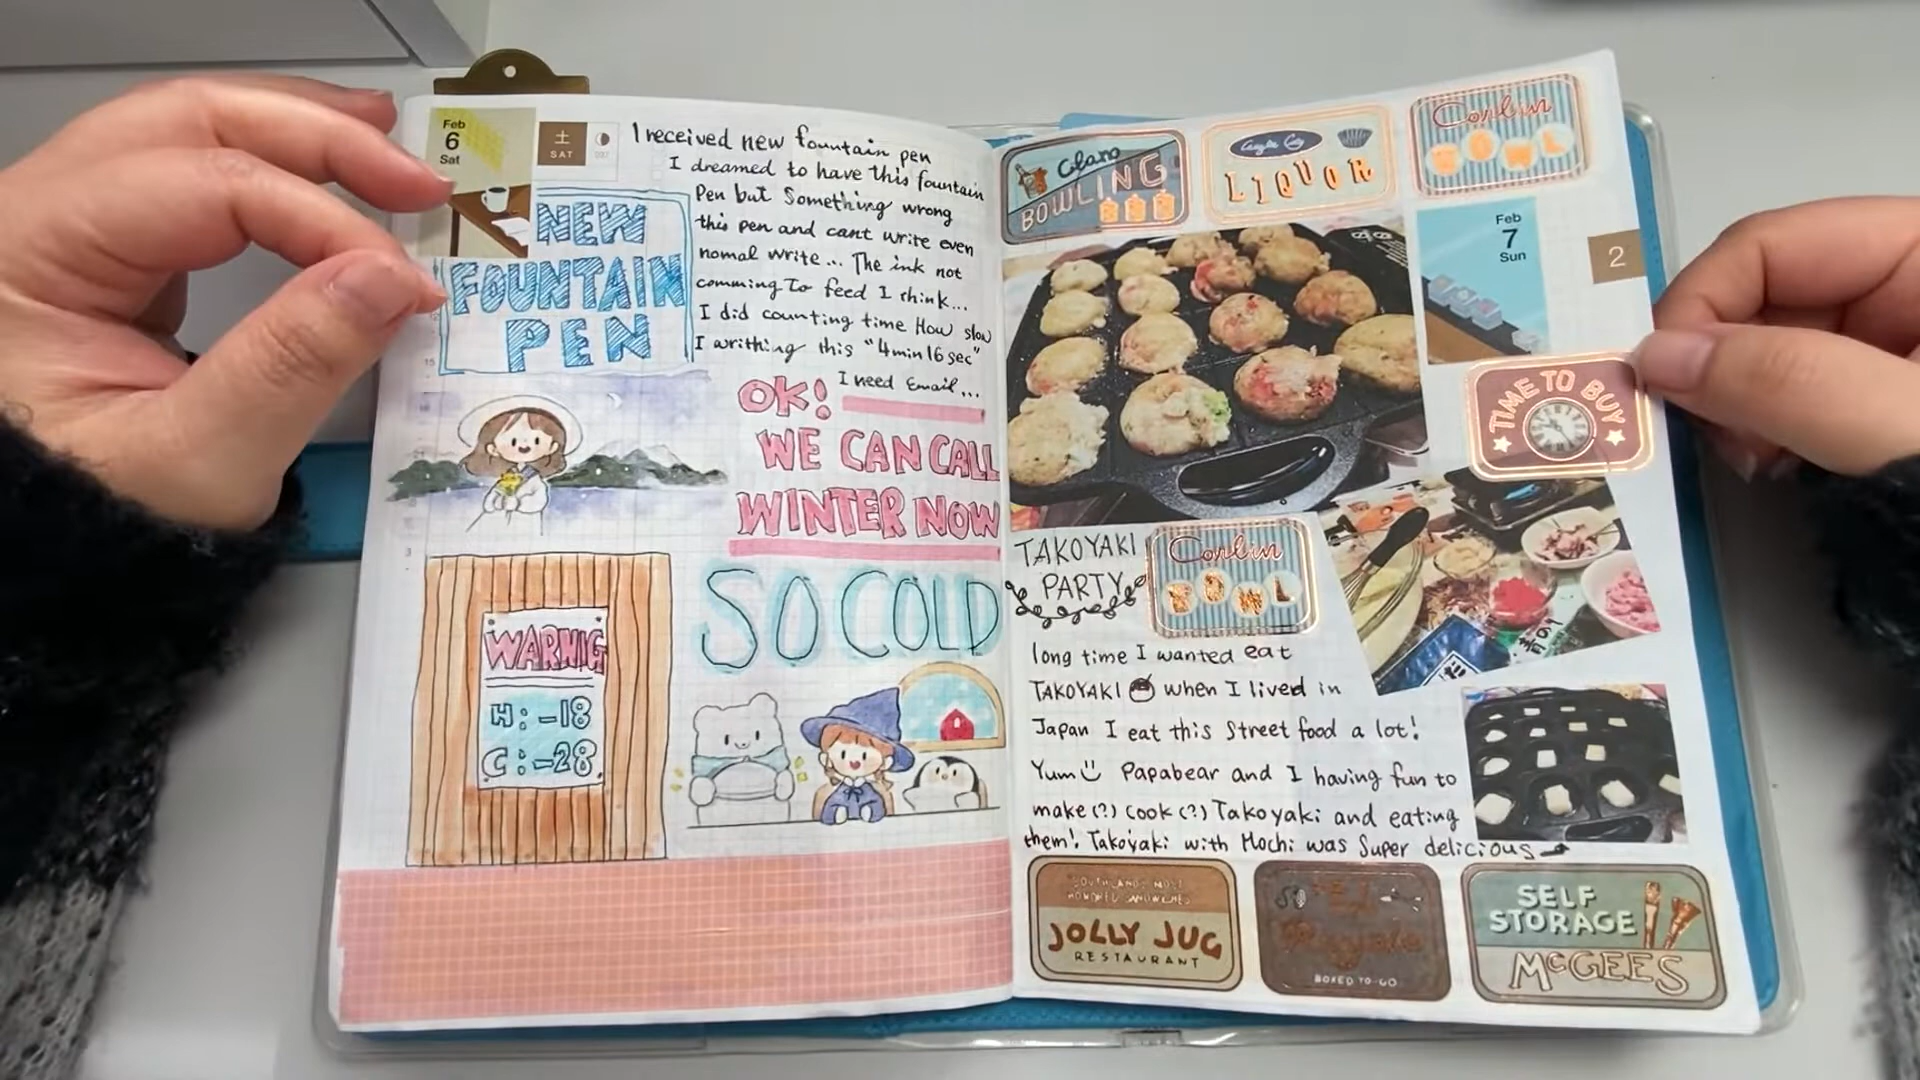 Feb
6
Sat
土
SAT
I received new fountain pen
I dreamed to have this fountain
Pen but Something wrong
this pen and cant write even
nomal write... The ink not
comming To feed I think...
I did counting time How slow
I writhing this "4min16sec"
I need Email...
NEW
FOUNTAIN
PEN
OK!
WE CAN CALL
WINTER NOW
SO COLD
WARNIG
H:-18
C:-28
BOWLING
LIQUOR
Corbin
BOWL
Feb
7
Sun
2
TIME TO BUY
TAKOYAKI
PARTY
Corbin
BOWL
long time I wanted eat
TAKOYAKI when I lived in
Japan I eat this Street food a lot!
Yum Papabear and I having fun to
make(?) cook(?) Takoyaki and eating
them! Takoyaki with Mochi was Super delicious
JOLLY JUG
RESTAURANT
BOXED TO-GO
SELF
STORAGE
McGEES